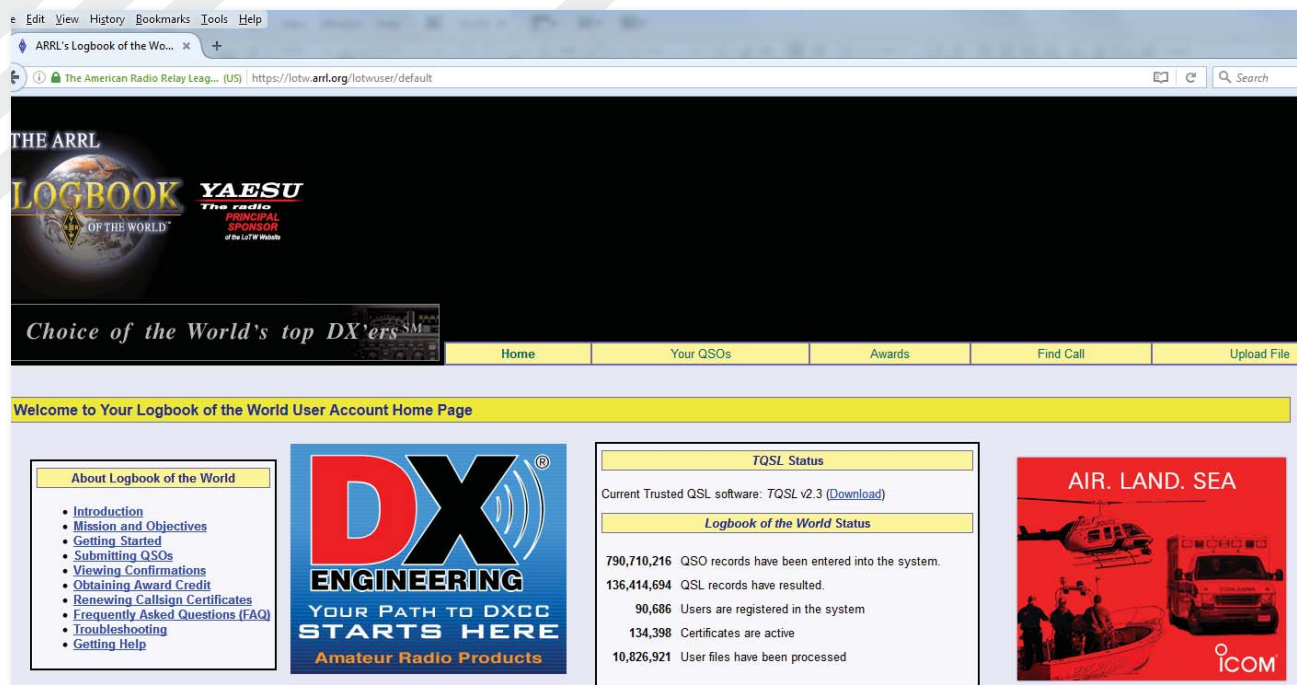 Edit View History Bookmarks Tools Help
ARRL's Logbook of the Wo... × +
The American Radio Relay Leag... (US) https://lotw.arrl.org/lotwuser/default
Search
THE ARRL
LOGBOOK
OF THE WORLD
YAESU
The radio
PRINCIPAL
SPONSOR
of the LoTW Website
Choice of the World's top DX'ers SM
Home Your QSOs Awards Find Call Upload File
Welcome to Your Logbook of the World User Account Home Page
About Logbook of the World
• Introduction
• Mission and Objectives
• Getting Started
• Submitting QSOs
• Viewing Confirmations
• Obtaining Award Credit
• Renewing Callsign Certificates
• Frequently Asked Questions (FAQ)
• Troubleshooting
• Getting Help
DX®
ENGINEERING
YOUR PATH TO DXCC
STARTS HERE
Amateur Radio Products
TQSL Status
Current Trusted QSL software: TQSL v2.3 (Download)
Logbook of the World Status
790,710,216 QSO records have been entered into the system.
136,414,694 QSL records have resulted.
90,686 Users are registered in the system
134,398 Certificates are active
10,826,921 User files have been processed
AIR. LAND. SEA
ICOM